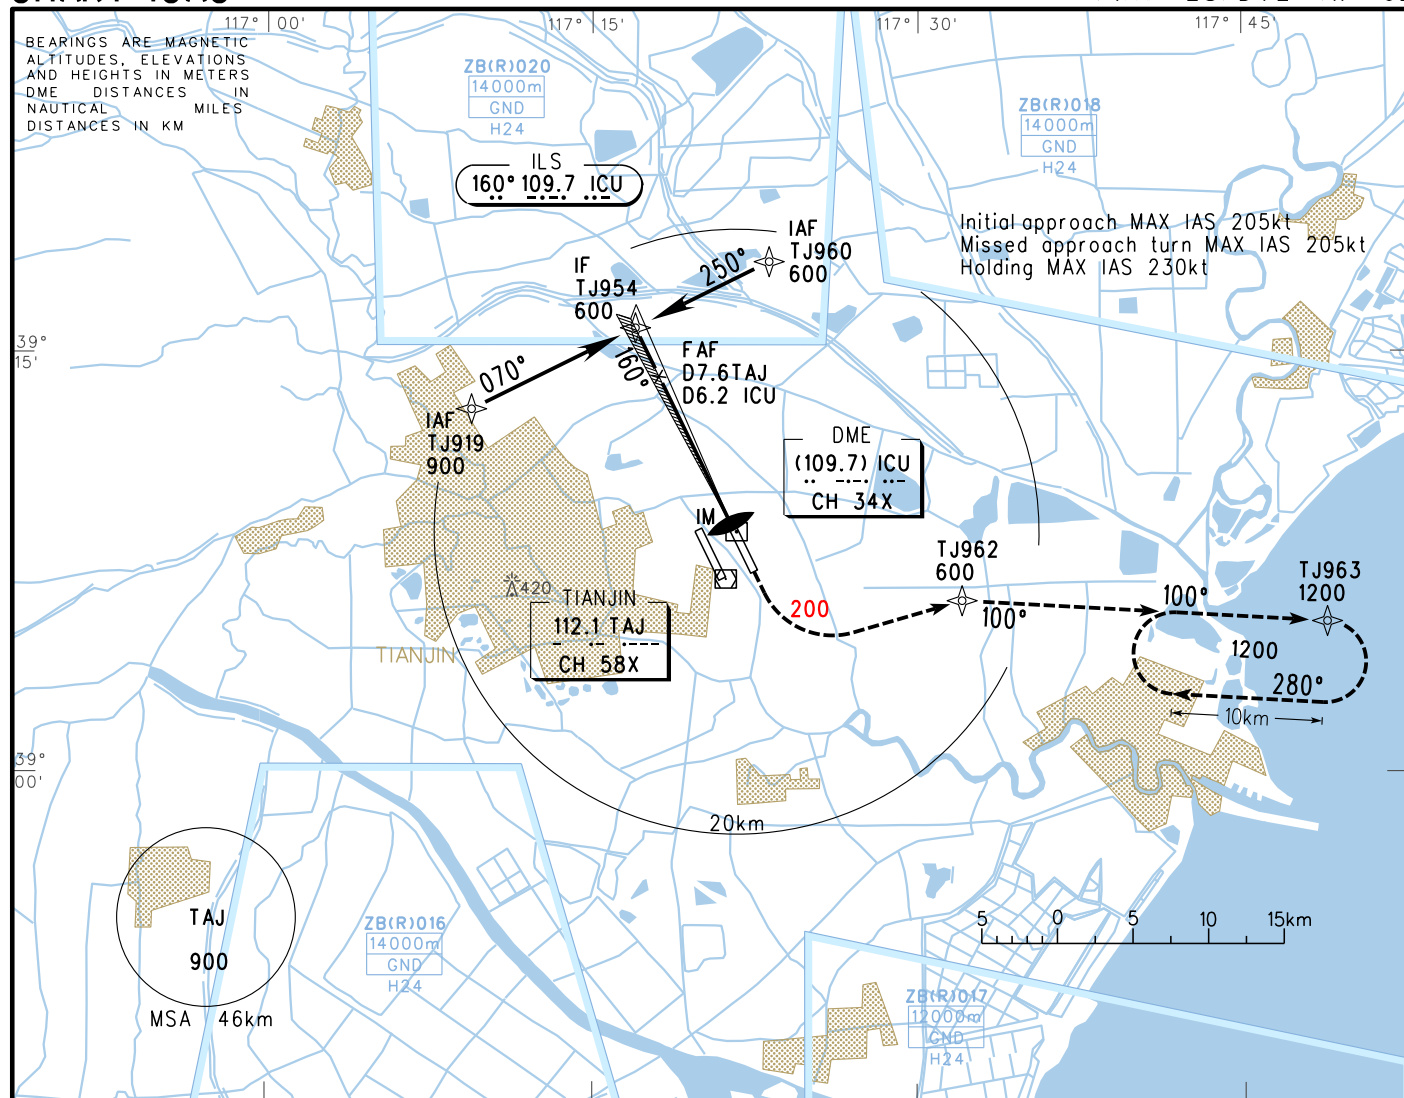 117° 00'
117° 15'
117° 30'
117° 45'
BEARINGS ARE MAGNETIC
ALTITUDES, ELEVATIONS
AND HEIGHTS IN METERS
DME DISTANCES IN
NAUTICAL MILES
DISTANCES IN KM
ZB(R)020
14000m
GND
H24
ZB(R)018
14000m
GND
H24
ILS
160° 109.7 ICU
Initial approach MAX IAS 205kt
Missed approach turn MAX IAS 205kt
Holding MAX IAS 230kt
IAF
TJ960
600
250°
IF
TJ954
600
39°
15'
070°
160°
FAF
D7.6TAJ
D6.2 ICU
IAF
TJ919
900
DME
(109.7) ICU
CH 34X
IM
TJ962
600
TJ963
1200
420
TIANJIN
112.1 TAJ
CH 58X
200
100°
100°
TIANJIN
1200
280°
10km
39°
00'
20km
TAJ
900
MSA 46km
ZB(R)016
14000m
GND
H24
5 0 5 10 15km
ZB(R)017
12000m
GND
H24